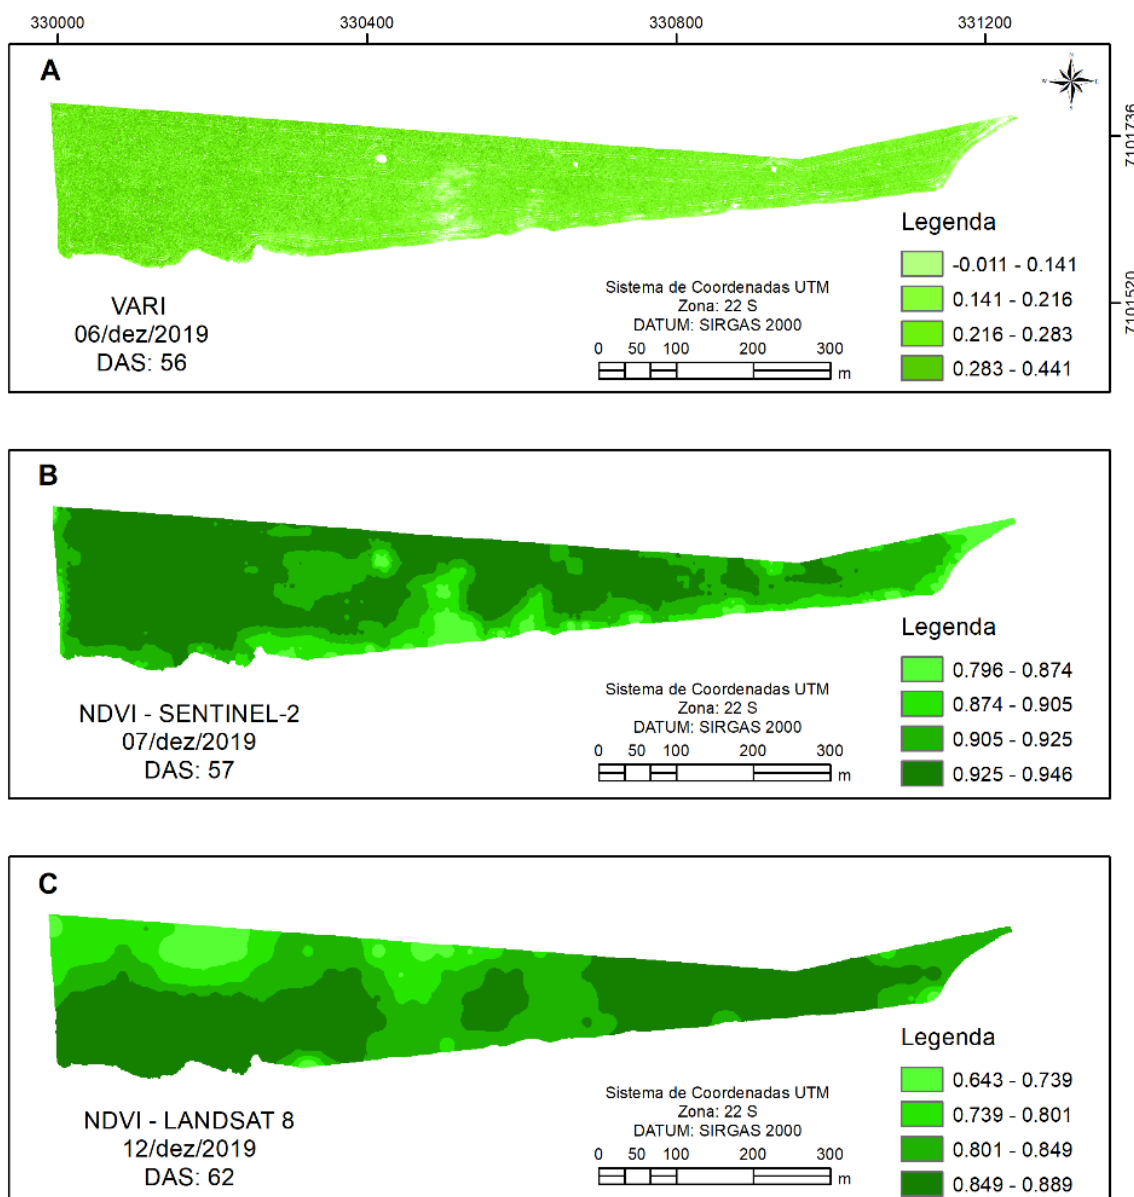 330000 330400 330800 331200
A
N
W E
S
7101736
Legenda
-0.011 - 0.141
Sistema de Coordenadas UTM
Zona: 22 S
DATUM: SIRGAS 2000
0 50 100 200 300
m
0.141 - 0.216
0.216 - 0.283
0.283 - 0.441
7101520
VARI
06/dez/2019
DAS: 56
B
Legenda
0.796 - 0.874
0.874 - 0.905
0.905 - 0.925
0.925 - 0.946
Sistema de Coordenadas UTM
Zona: 22 S
DATUM: SIRGAS 2000
0 50 100 200 300
m
NDVI - SENTINEL-2
07/dez/2019
DAS: 57
C
Legenda
0.643 - 0.739
0.739 - 0.801
0.801 - 0.849
0.849 - 0.889
Sistema de Coordenadas UTM
Zona: 22 S
DATUM: SIRGAS 2000
0 50 100 200 300
m
NDVI - LANDSAT 8
12/dez/2019
DAS: 62